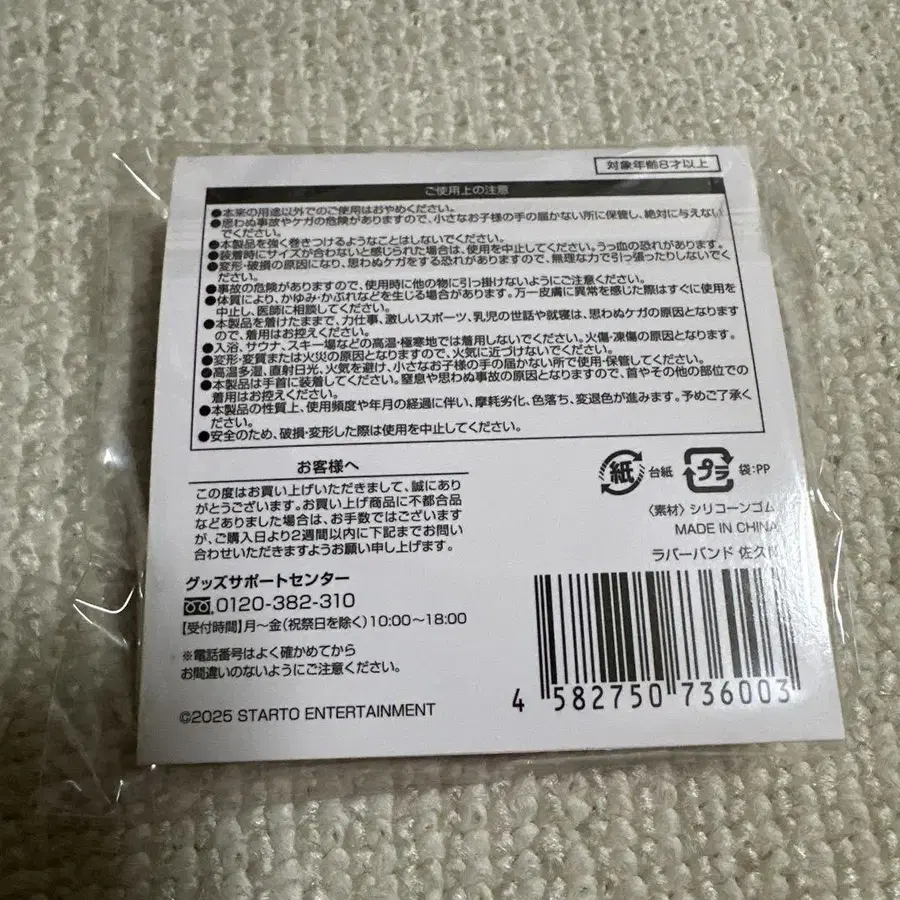 対象年齢8才以上
ご使用上の注意
●本来の用途以外でのご使用はおやめください。
●思わぬ事故やケガの危険がありますので、小さなお子様の手の届かない所に保管し、絶対に与えない
でください。
●本製品を強く巻きつけるようなことはしないでください。
●装着時にサイズが合わないと感じられた場合は、使用を中止してください。うっ血の恐れがあります。
●変形・破損の原因になり、思わぬケガをする恐れがありますので、無理な力で引っ張ったりしないでく
ださい。
●事故の危険がありますので、使用時に他の物に引っ掛けないようにご注意ください。
●体質により、かゆみ・かぶれなどを生じる場合があります。万一皮膚に異常を感じた際はすぐに使用を
中止し、医師に相談してください。
●本製品を着けたままで、力仕事、激しいスポーツ、乳児の世話や就寝は、思わぬケガの原因となります
ので、着用はお控えください。
●入浴、サウナ、スキー場などの高温・極寒地では着用しないでください。火傷・凍傷の原因となります。
●変形・変質または火災の原因となりますので、火気に近づけないでください。
●高温多湿、直射日光、火気を避け、小さなお子様の手の届かない所で使用・保管してください。
●本製品は手首に装着してください。窒息や思わぬ事故の原因となりますので、首やその他の部位での
着用はお控えください。
●本製品の性質上、使用頻度や年月の経過に伴い、摩耗劣化、色落ち、変退色が進みます。予めご了承く
ださい。
●安全のため、破損・変形した際は使用を中止してください。
お客様へ
この度はお買い上げいただきまして、誠にあり
がとうございます。お買い上げ商品に不都合品
などありました場合は、お手数ではございます
が、ご購入日より2週間以内に下記までお問い
合わせいただきますようお願い申し上げます。
グッズサポートセンター
0120-382-310
【受付時間】月～金(祝祭日を除く)10:00～18:00
※電話番号はよく確かめてから
お間違いのないようにご注意ください。
©2025 STARTO ENTERTAINMENT
紙 台紙 プラ 袋:PP
〈素材〉シリコーンゴム
MADE IN CHINA
ラバーバンド 佐久
4 582750 736003